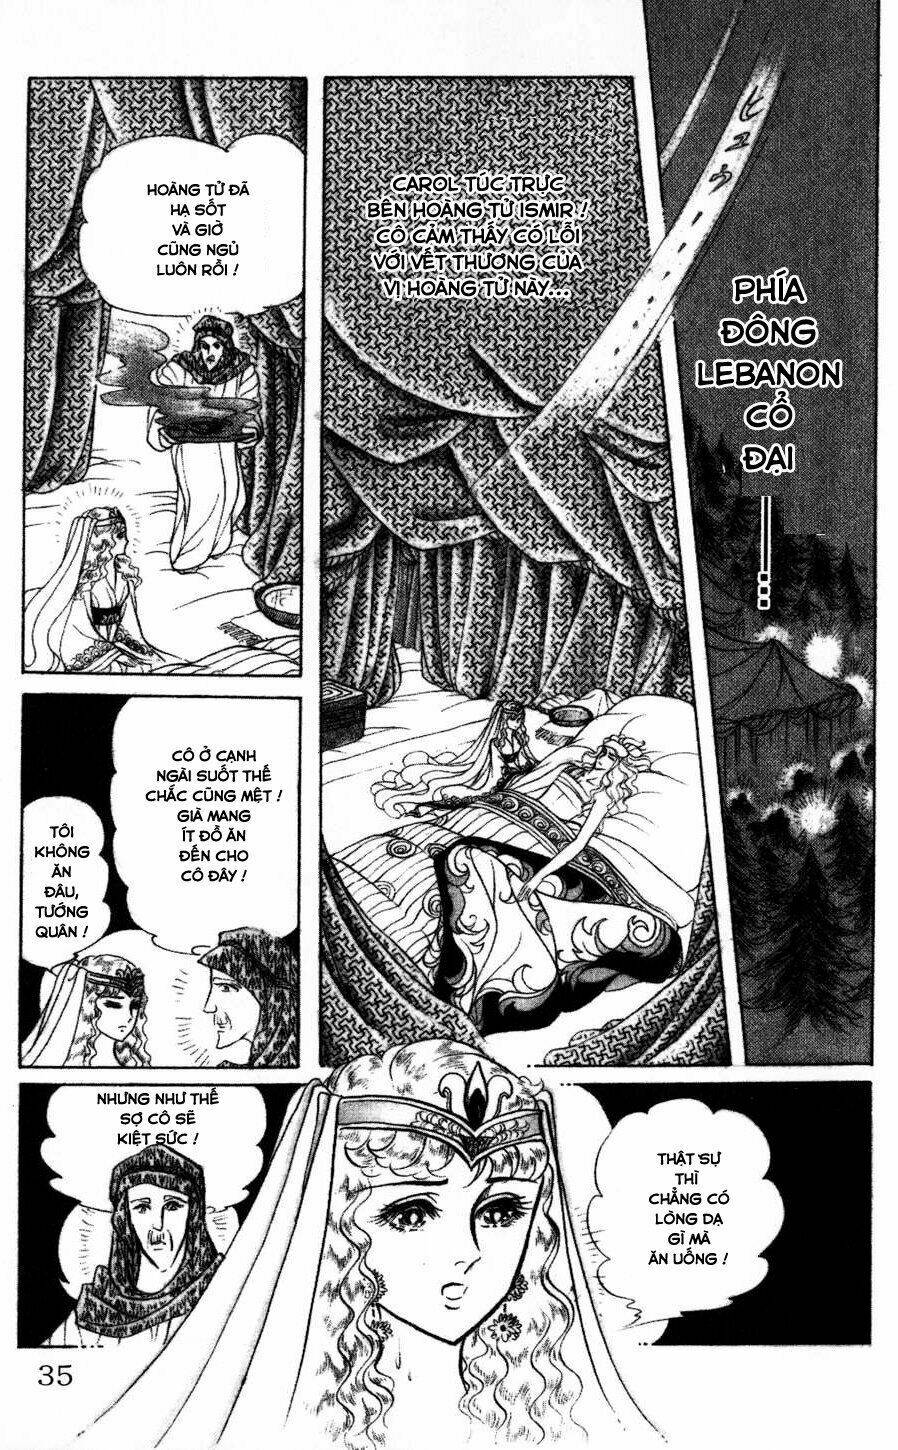 ヒュウー......
PHÍA
ĐÔNG
LEBANON
CỔ
ĐẠI
CAROL TÚC TRỰC
BÊN HOÀNG TỬ ISMIR !
CÔ CẢM THẤY CÓ LỖI
VỚI VẾT THƯƠNG CỦA
VỊ HOÀNG TỬ NÀY...
HOÀNG TỬ ĐÃ
HẠ SỐT
VÀ GIỜ
CŨNG NGỦ
LUÔN RỒI !
CÔ Ở CẠNH
NGÀI SUỐT THẾ
CHẮC CŨNG MỆT !
GIÀ MANG
ÍT ĐỒ ĂN
ĐẾN CHO
CÔ ĐÂY !
TÔI
KHÔNG
ĂN
ĐÂU,
TƯỚNG
QUÂN !
NHƯNG NHƯ THẾ
SỢ CÔ SẼ
KIỆT SỨC !
THẬT SỰ
THÌ
CHẲNG CÓ
LÒNG DẠ
GÌ MÀ
ĂN UỐNG !
35